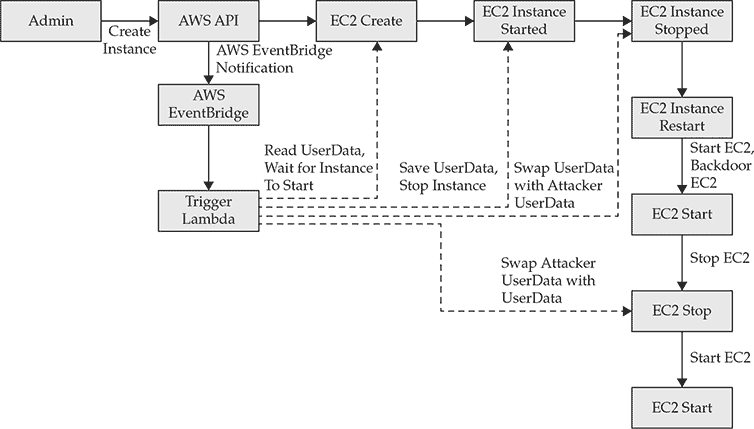 Admin
Create
Instance
AWS API
EC2 Create
EC2 Instance
Started
EC2 Instance
Stopped
AWS EventBridge
Notification
AWS
EventBridge
EC2 Instance
Restart
Read UserData,
Wait for Instance
To Start
Save UserData,
Stop Instance
Swap UserData
with Attacker
UserData
Start EC2,
Backdoor
EC2
Trigger
Lambda
EC2 Start
Swap Attacker
UserData with
UserData
Stop EC2
EC2 Stop
Start EC2
EC2 Start